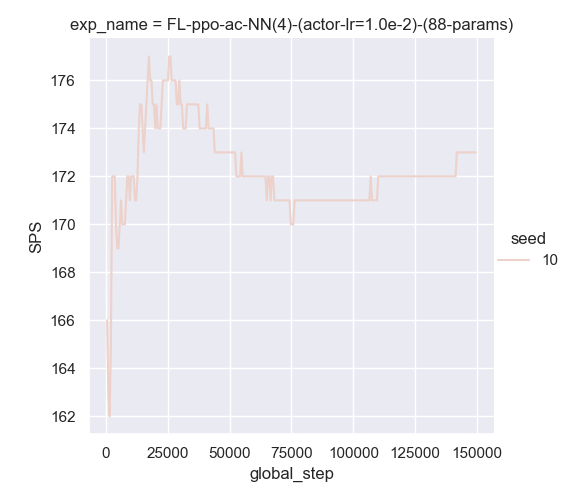 exp_name = FL-ppo-ac-NN(4)-(actor-lr=1.0e-2)-(88-params)
176
174
172
170
168
166
164
162
SPS
0 25000 50000 75000 100000 125000 150000
global_step
seed
10